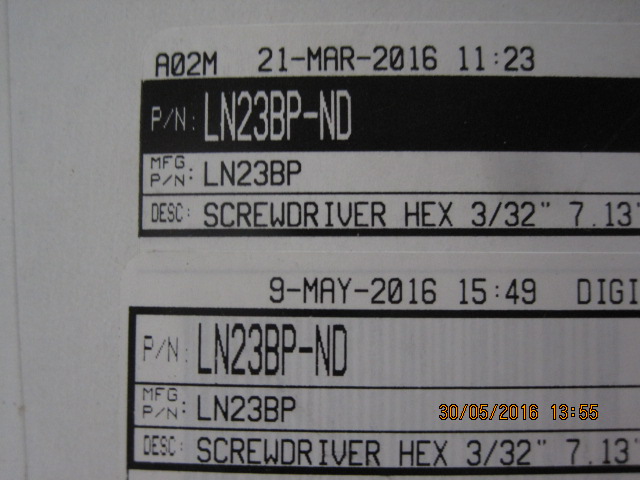 A02M 21-MAR-2016 11:23
P/N: LN23BP-ND
MFG P/N: LN23BP
DESC: SCREWDRIVER HEX 3/32" 7.13"
9-MAY-2016 15:49 DIGI
P/N: LN23BP-ND
MFG P/N: LN23BP
30/05/2016 13:55
DESC: SCREWDRIVER HEX 3/32" 7.13"